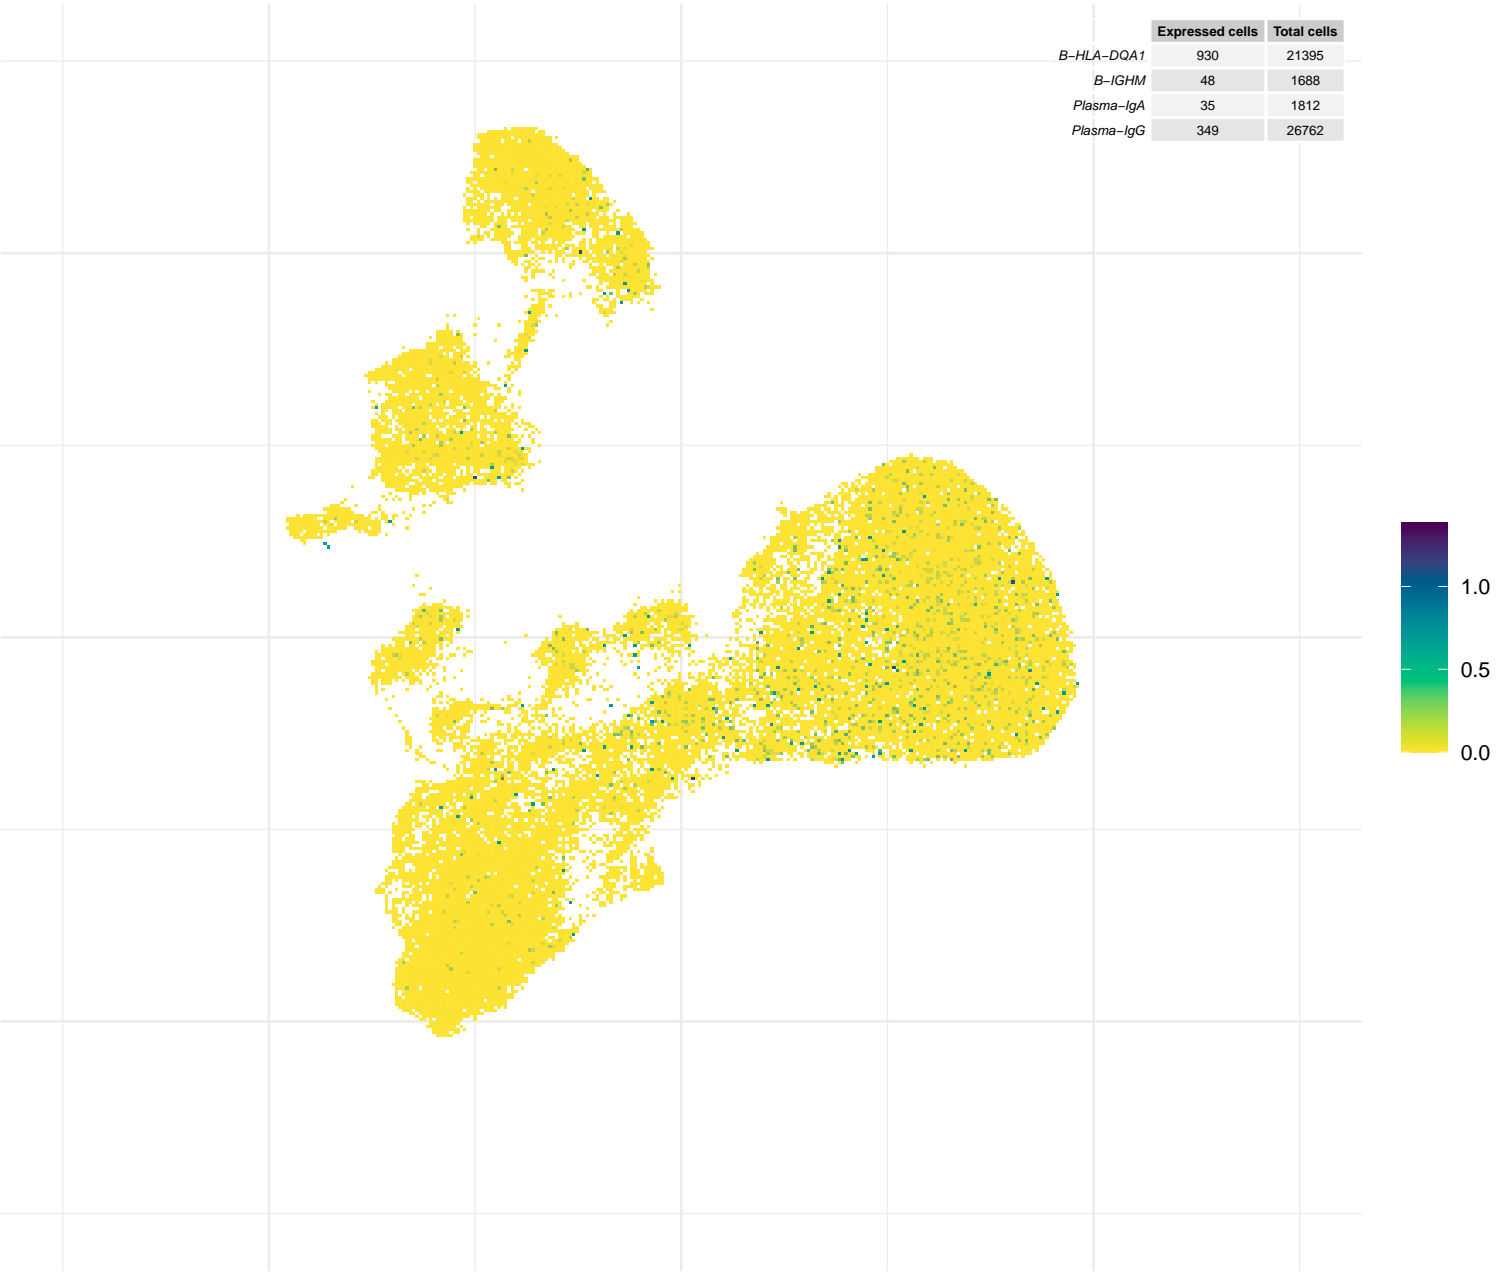 Expressed cells Total cells
B−HLA−DQA1 930 21395
B−IGHM 48 1688
Plasma−IgA 35 1812
Plasma−IgG 349 26762
1.0
0.5
0.0